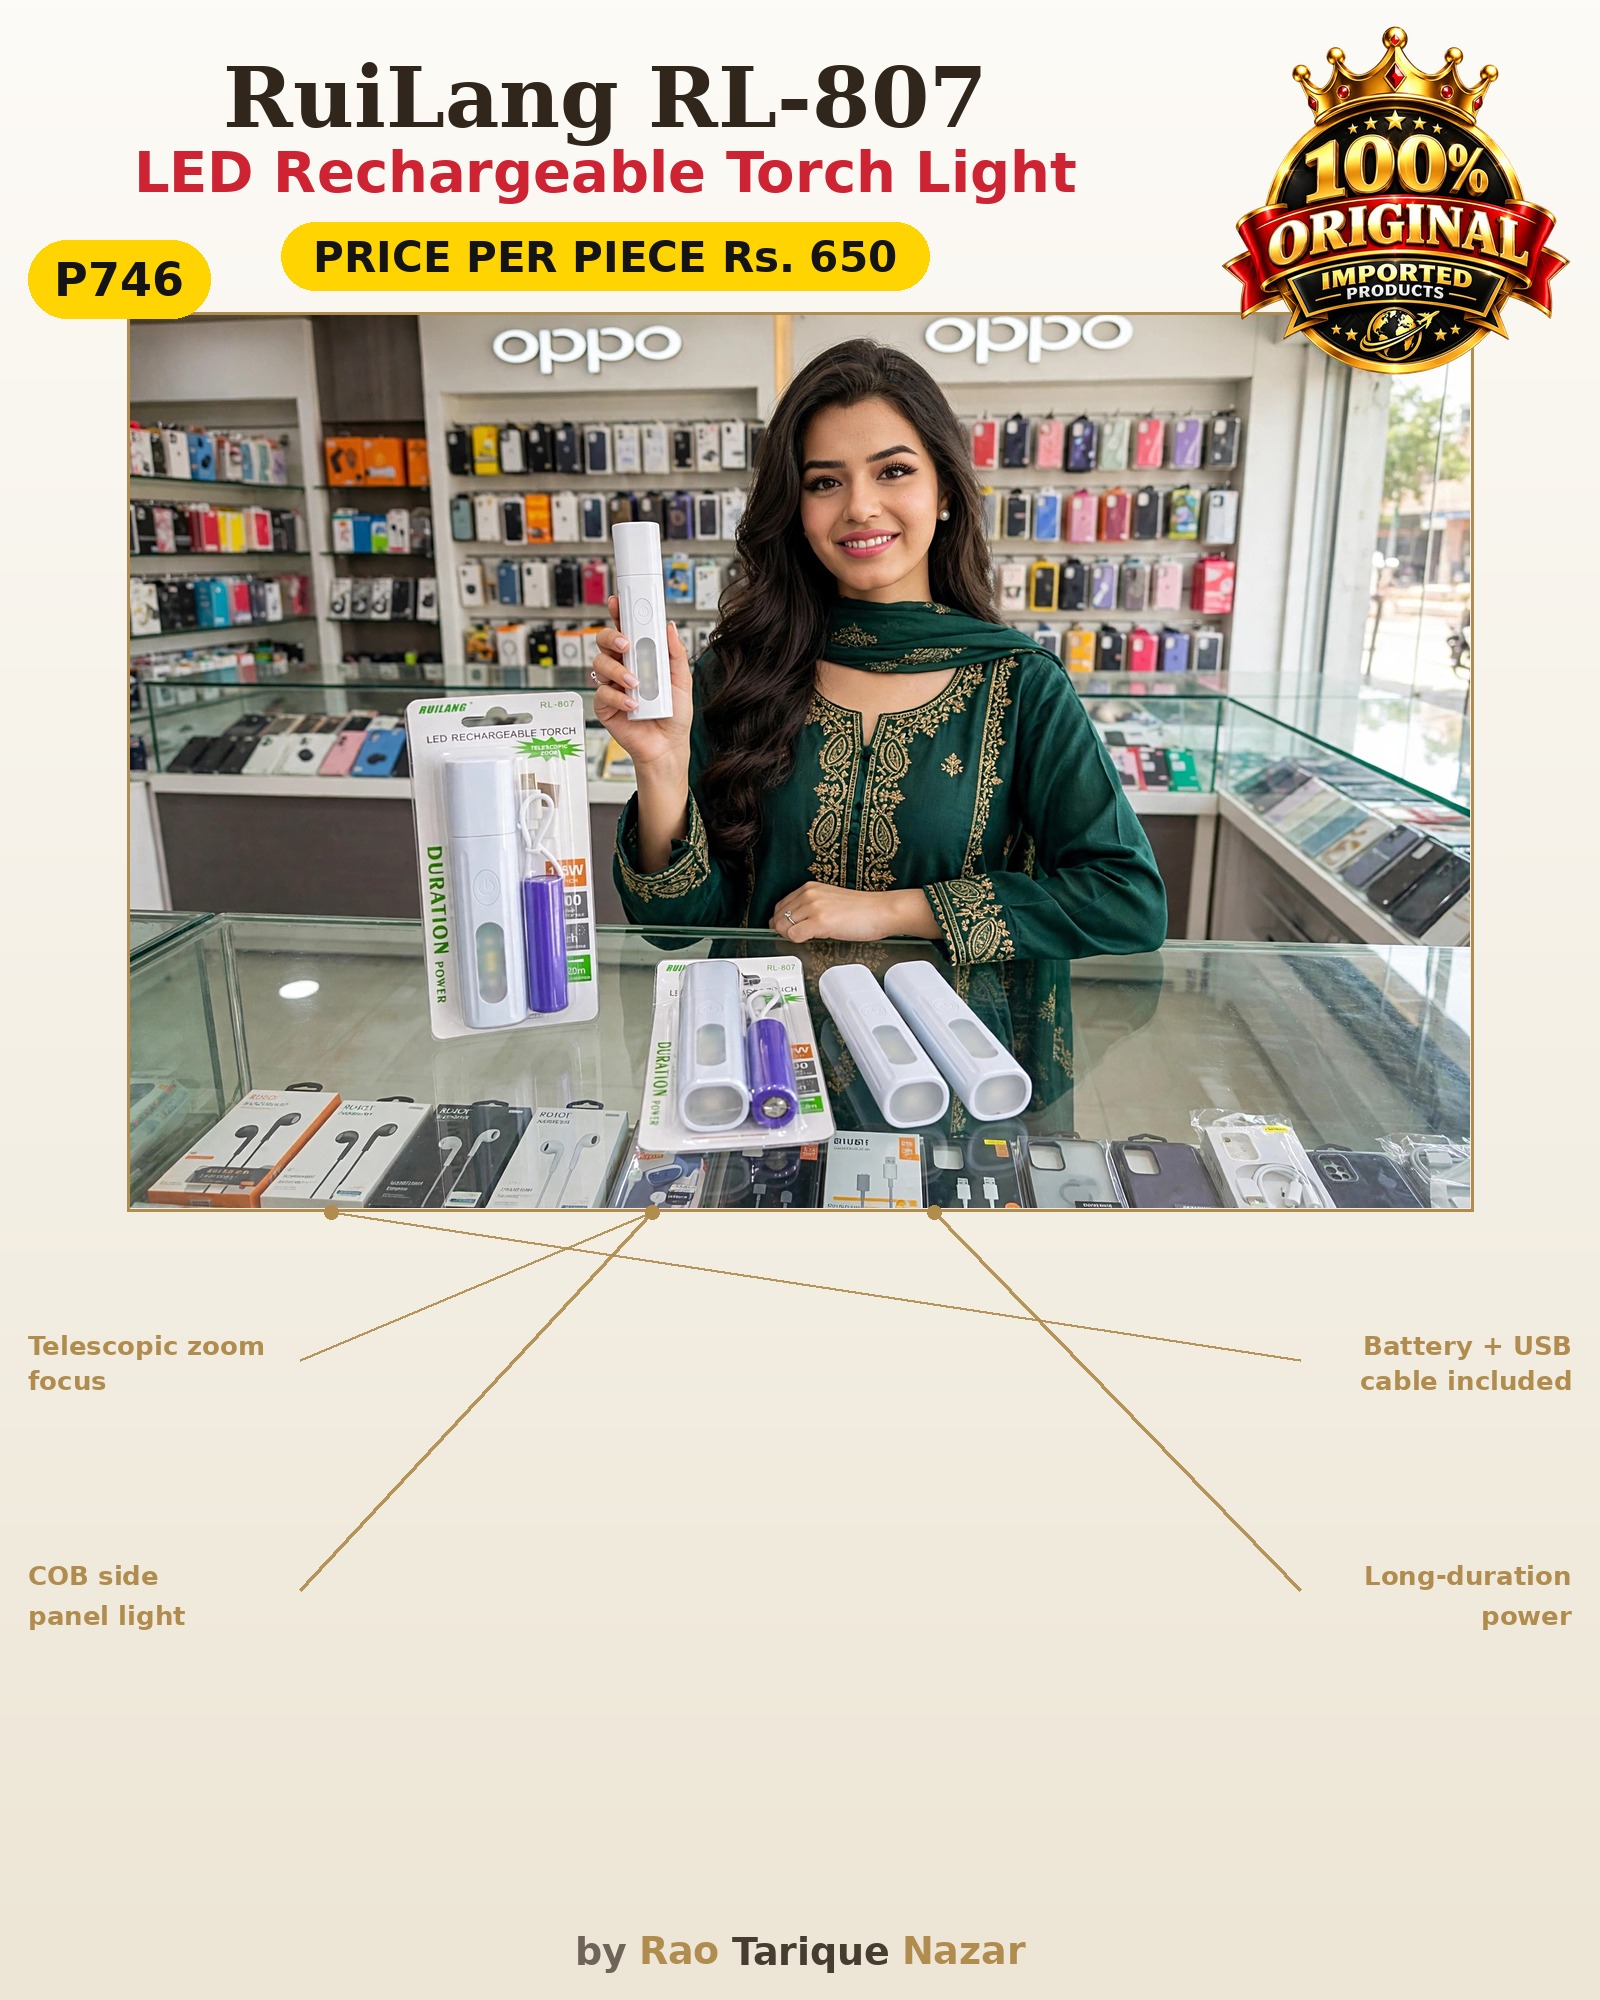 RuiLang RL-807
LED Rechargeable Torch Light
PRICE PER PIECE Rs. 650
P746
100%
ORIGINAL
IMPORTED
PRODUCTS
oppo
oppo
RUILANG
RL-807
LED RECHARGEABLE TORCH
TELESCOPIC
ZOOM
DURATION POWER
RL-807
DURATION POWER
Telescopic zoom
focus
Battery + USB
cable included
COB side
panel light
Long-duration
power
by Rao Tarique Nazar